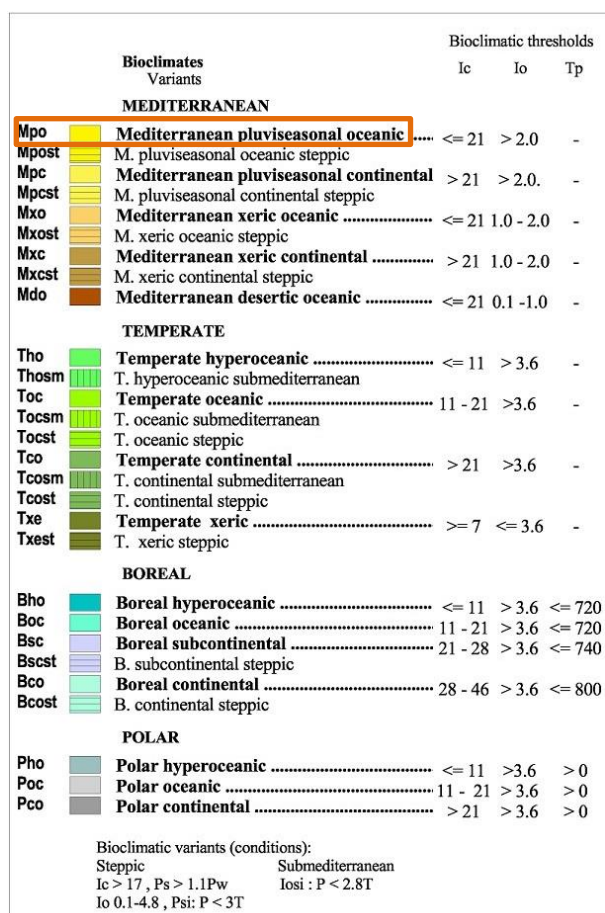 Bioclimatic thresholds
Bioclimates Ic Io Tp
Variants
MEDITERRANEAN
Mpo Mediterranean pluviseasonal oceanic ..... <= 21 > 2.0 -
Mpost M. pluviseasonal oceanic steppic
Mpc Mediterranean pluviseasonal continental > 21 > 2.0. -
Mpcst M. pluviseasonal continental steppic
Mxo Mediterranean xeric oceanic .................. <= 21 1.0 - 2.0 -
Mxost M. xeric oceanic steppic
Mxc Mediterranean xeric continental ............ > 21 1.0 - 2.0 -
Mxcst M. xeric continental steppic
Mdo Mediterranean desertic oceanic ............. <= 21 0.1 -1.0 -
TEMPERATE
Tho Temperate hyperoceanic ........................ <= 11 > 3.6 -
Thosm T. hyperoceanic submediterranean
Toc Temperate oceanic .................................. 11 - 21 >3.6 -
Tocsm T. oceanic submediterranean
Tocst T. oceanic steppic
Tco Temperate continental ........................... > 21 >3.6 -
Tcosm T. continental submediterranean
Tcost T. continental steppic
Txe Temperate xeric ..................................... >= 7 <= 3.6 -
Txest T. xeric steppic
BOREAL
Bho Boreal hyperoceanic ............................... <= 11 > 3.6 <= 720
Boc Boreal oceanic ........................................ 11 - 21 > 3.6 <= 720
Bsc Boreal subcontinental ............................. 21 - 28 > 3.6 <= 740
Bscst B. subcontinental steppic
Bco Boreal continental .................................. 28 - 46 > 3.6 <= 800
Bcost B. continental steppic
POLAR
Pho Polar hyperoceanic ................................. <= 11 >3.6 > 0
Poc Polar oceanic .......................................... 11 - 21 > 3.6 > 0
Pco Polar continental .................................... > 21 > 3.6 > 0
Bioclimatic variants (conditions):
Steppic Submediterranean
Ic > 17 , Ps > 1.1Pw Iosi : P < 2.8T
Io 0.1-4.8 , Psi: P < 3T